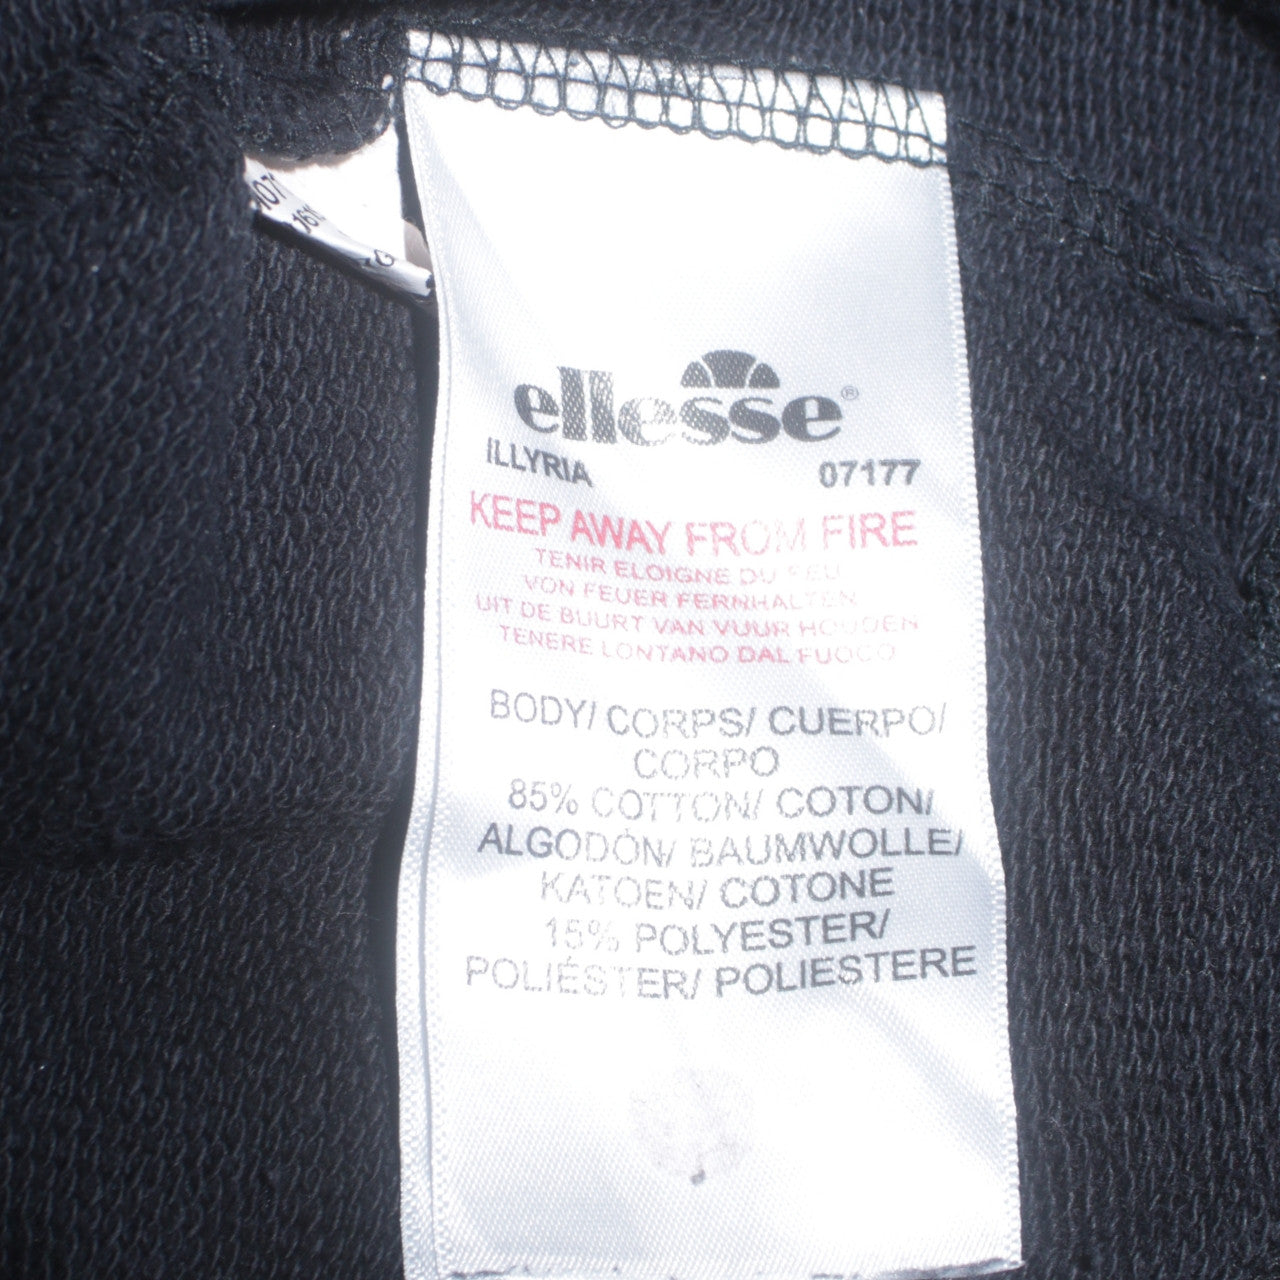 ellesse®
ILLYRIA 07177
KEEP AWAY FROM FIRE
TENIR ELOIGNE DU FEU
VON FEUER FERNHALTEN
UIT DE BUURT VAN VUUR HOUDEN
TENERE LONTANO DAL FUOCO
BODY/ CORPS/ CUERPO/
CORPO
85% COTTON/ COTON/
ALGODÓN/ BAUMWOLLE/
KATOEN/ COTONE
15% POLYESTER/
POLIÉSTER/ POLIESTERE